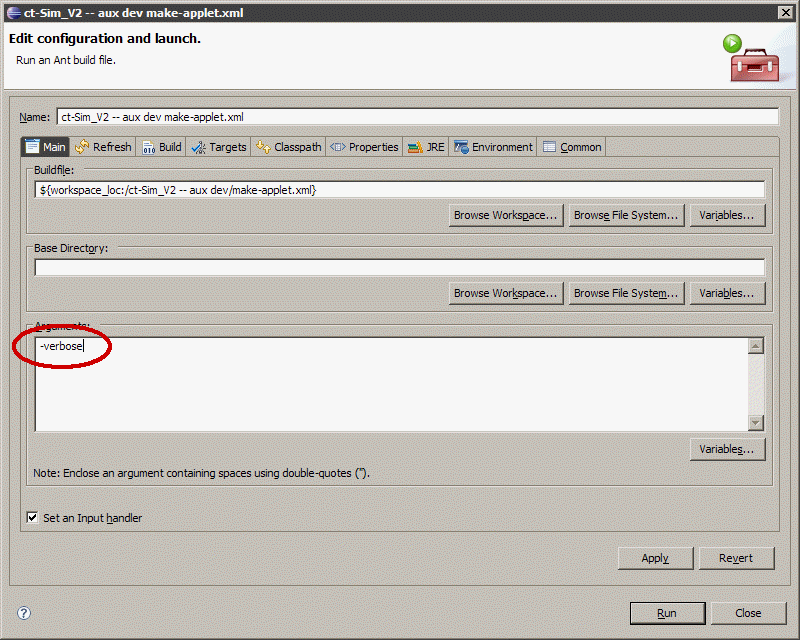 ct-Sim_V2 -- aux dev make-applet.xml
Edit configuration and launch.
Run an Ant build file.
Name: ct-Sim_V2 -- aux dev make-applet.xml
Main Refresh Build Targets Classpath Properties JRE Environment Common
Buildfile:
${workspace_loc:/ct-Sim_V2 -- aux dev/make-applet.xml}
Browse Workspace... Browse File System... Variables...
Base Directory:
Browse Workspace... Browse File System... Variables...
Arguments:
-verbose
Variables...
Note: Enclose an argument containing spaces using double-quotes (").
Set an Input handler
Apply Revert
Run Close